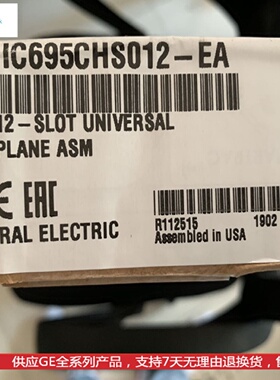 IC695CHS012-EA
12-SLOT UNIVERSAL
PLANE ASM
CE EAC
RAL ELECTRIC
R112515 1902
Assembled in USA
供应GE全系列产品，支持7天无理由退换货，